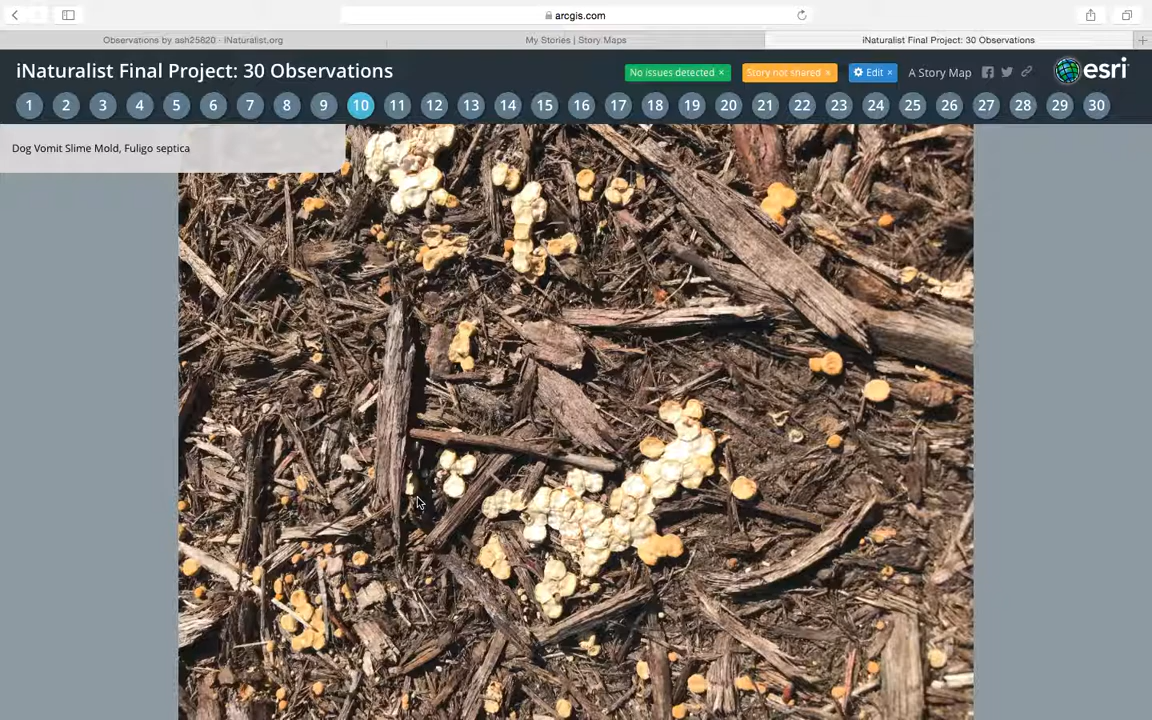 arcgis.com
Observations by ash25820 · iNaturalist.org
My Stories | Story Maps
iNaturalist Final Project: 30 Observations
iNaturalist Final Project: 30 Observations
No issues detected ×
Story not shared ×
Edit ×
A Story Map
esri
1 2 3 4 5 6 7 8 9 10 11 12 13 14 15 16 17 18 19 20 21 22 23 24 25 26 27 28 29 30
Dog Vomit Slime Mold, Fuligo septica